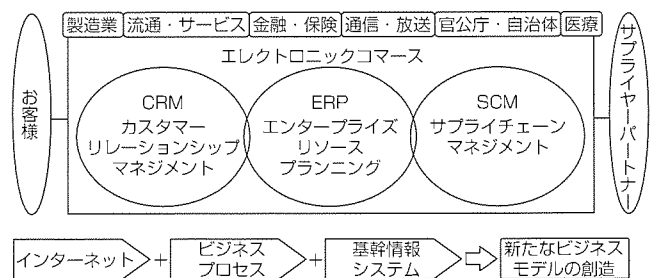 製造業 流通・サービス 金融・保険 通信・放送 官公庁・自治体 医療
エレクトロニックコマース
お客様
CRM
カスタマー
リレーションシップ
マネジメント
ERP
エンタープライズ
リソース
プランニング
SCM
サプライチェーン
マネジメント
サプライヤーパートナー
インターネット + ビジネス
プロセス + 基幹情報
システム ⇨ 新たなビジネス
モデルの創造